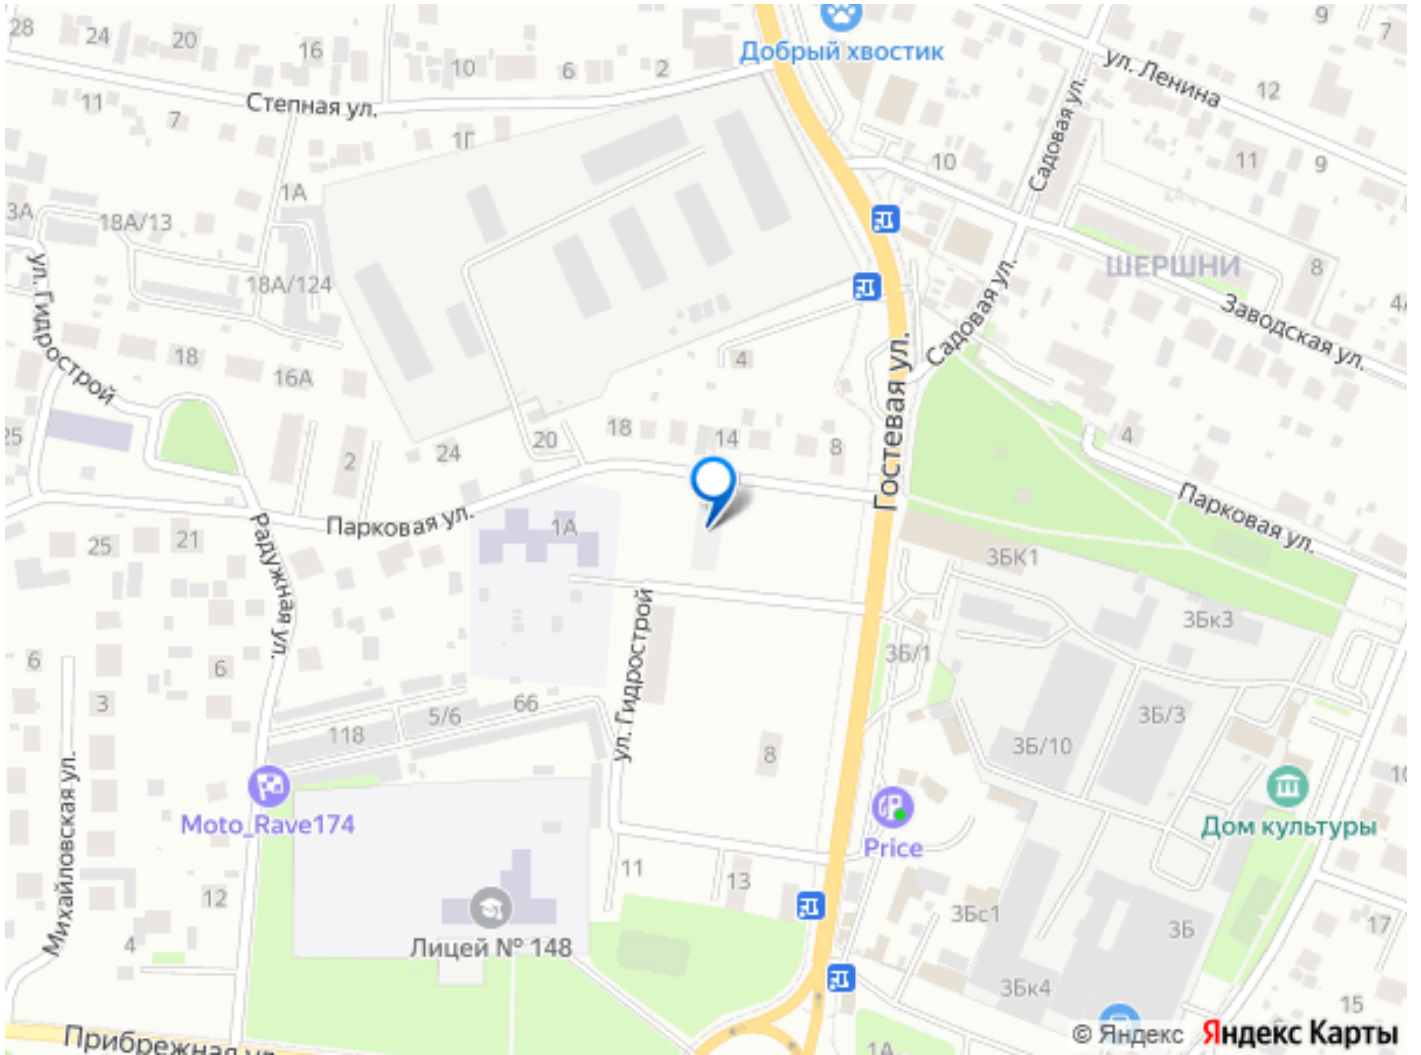 28
24
20
16
10
6
2
Добрый хвостик
9
7
ул. Ленина
12
11
7
Степная ул.
1Г
10
Садовая ул.
11
9
3А
18А/13
1А
ШЕРШНИ
8
ул. Гидрострой
18А/124
Садовая ул.
Заводская ул.
18
16А
4
Гостевая ул.
25
2
24
20
18
14
8
4
Парковая ул.
25
21
Парковая ул.
1А
3БК1
Радужная ул.
3Бк3
6
6
ул. Гидрострой
3Б/1
3
118
5/6
66
8
3Б/10
3Б/3
Михайловская ул.
Moto_Rave174
Price
Дом культуры
10
12
11
13
3Бс1
3Б
17
4
Лицей № 148
3Бк4
15
Прибрежная ул.
1А
© Яндекс Яндекс Карты